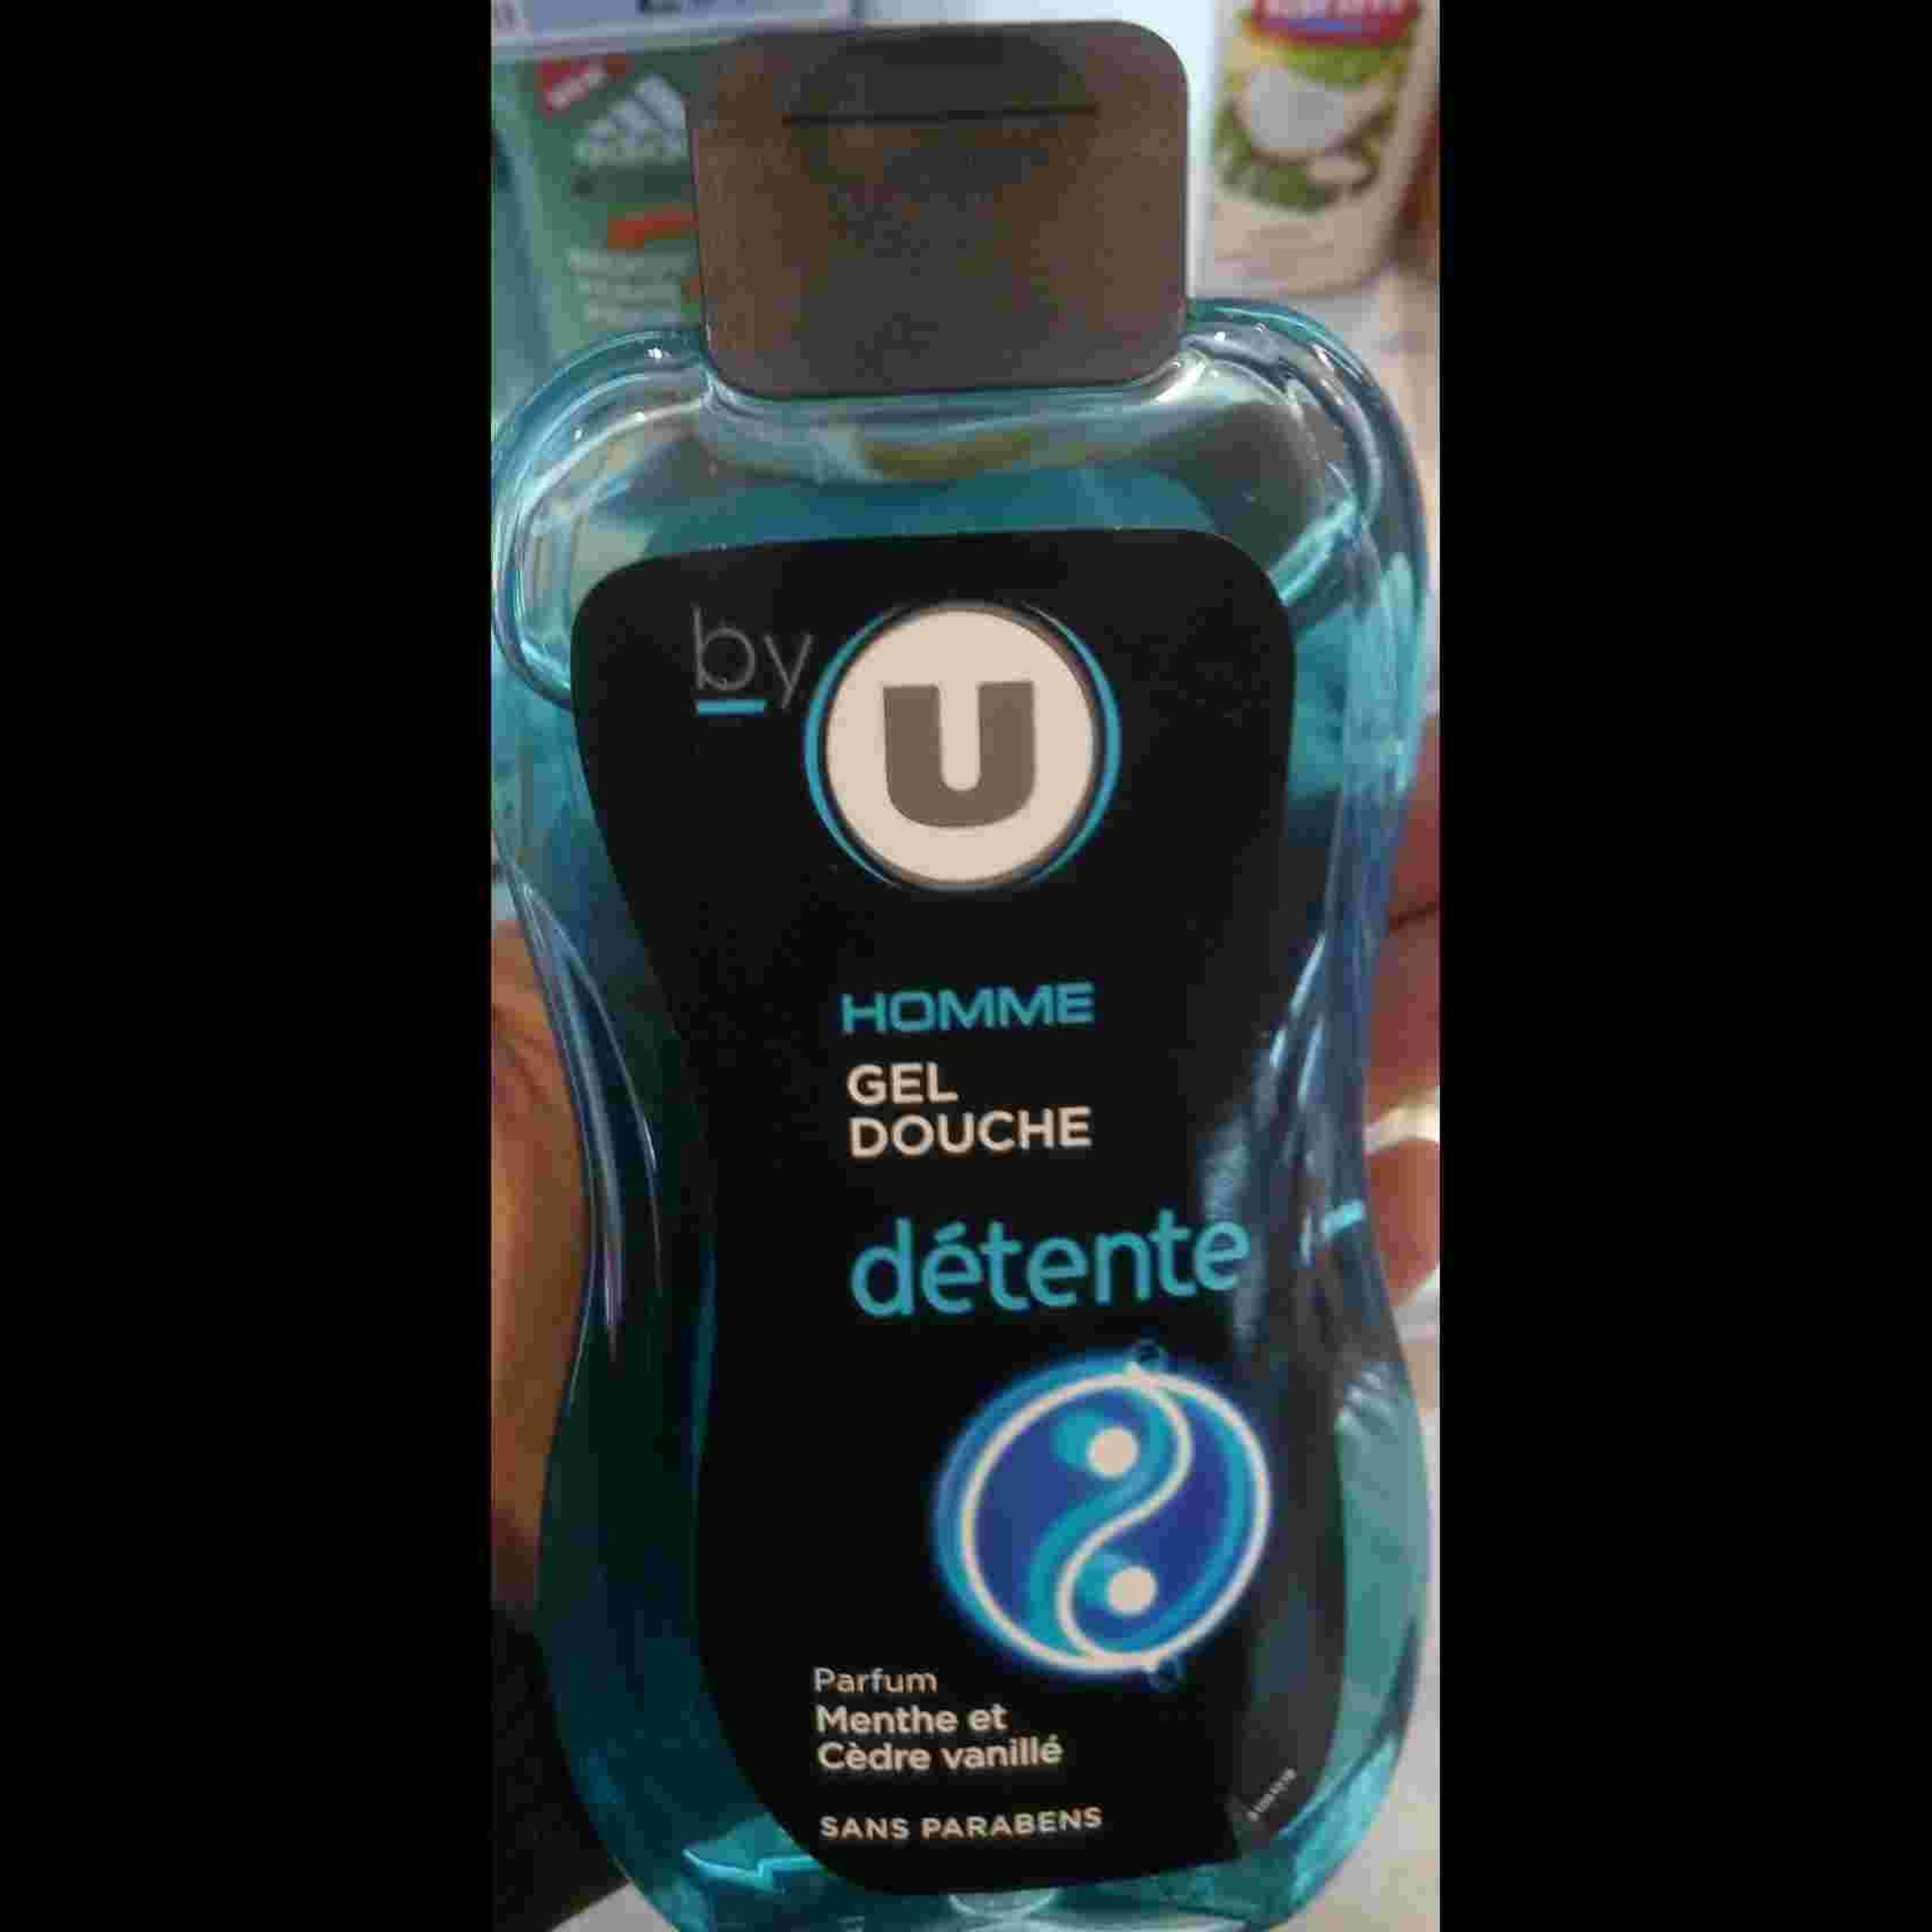 by U
HOMME
GEL
DOUCHE
détente
Parfum
Menthe et
Cèdre vanillé
SANS PARABENS